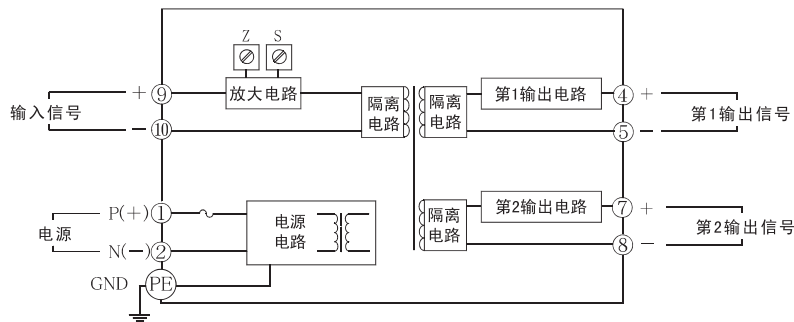 Z S
+ ⑨ 放大电路
输入信号
− ⑩
隔离
电路
隔离
电路
第1输出电路 ④ +
⑤ −
第1输出信号
P(+) ①
电源
N(−) ②
GND PE
电源
电路
隔离
电路
第2输出电路 ⑦ +
⑧ −
第2输出信号